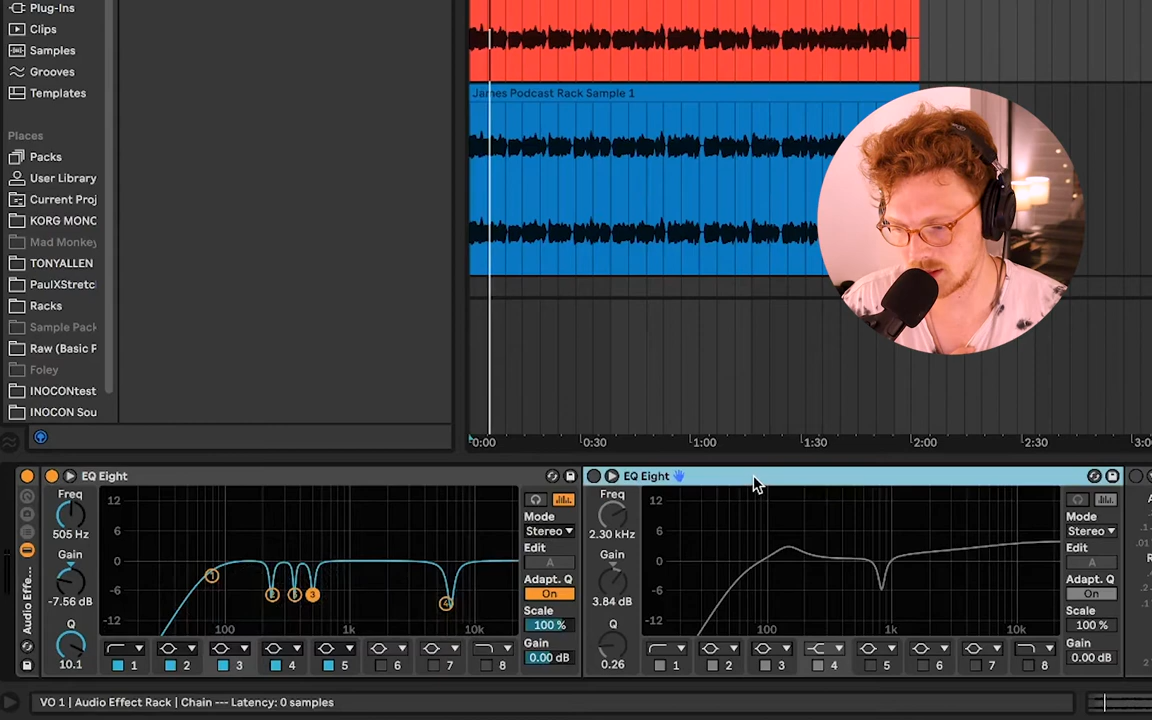 Plug-Ins
Clips
Samples
Grooves
Templates
Places
Packs
User Library
Current Proj
KORG MONO
Mad Monkey
TONYALLEN
PaulXStretc
Racks
Sample Pack
Raw (Basic P
Foley
INOCONtest
INOCON Sou
James Podcast Rack Sample 1
0:00 0:30 1:00 1:30 2:00 2:30 3:0
Audio Effe...
EQ Eight
Freq
505 Hz
Gain
-7.56 dB
Q
10.1
12
6
0
-6
-12
100 1k 10k
1 2 3 4 5 6 7 8
Mode
Stereo
Edit
A
Adapt. Q
On
Scale
100 %
Gain
0.00 dB
EQ Eight
Freq
2.30 kHz
Gain
3.84 dB
Q
0.26
12
6
0
-6
-12
100 1k 10k
1 2 3 4 5 6 7 8
Mode
Stereo
Edit
A
Adapt. Q
On
Scale
100 %
Gain
0.00 dB
VO 1 | Audio Effect Rack | Chain --- Latency: 0 samples